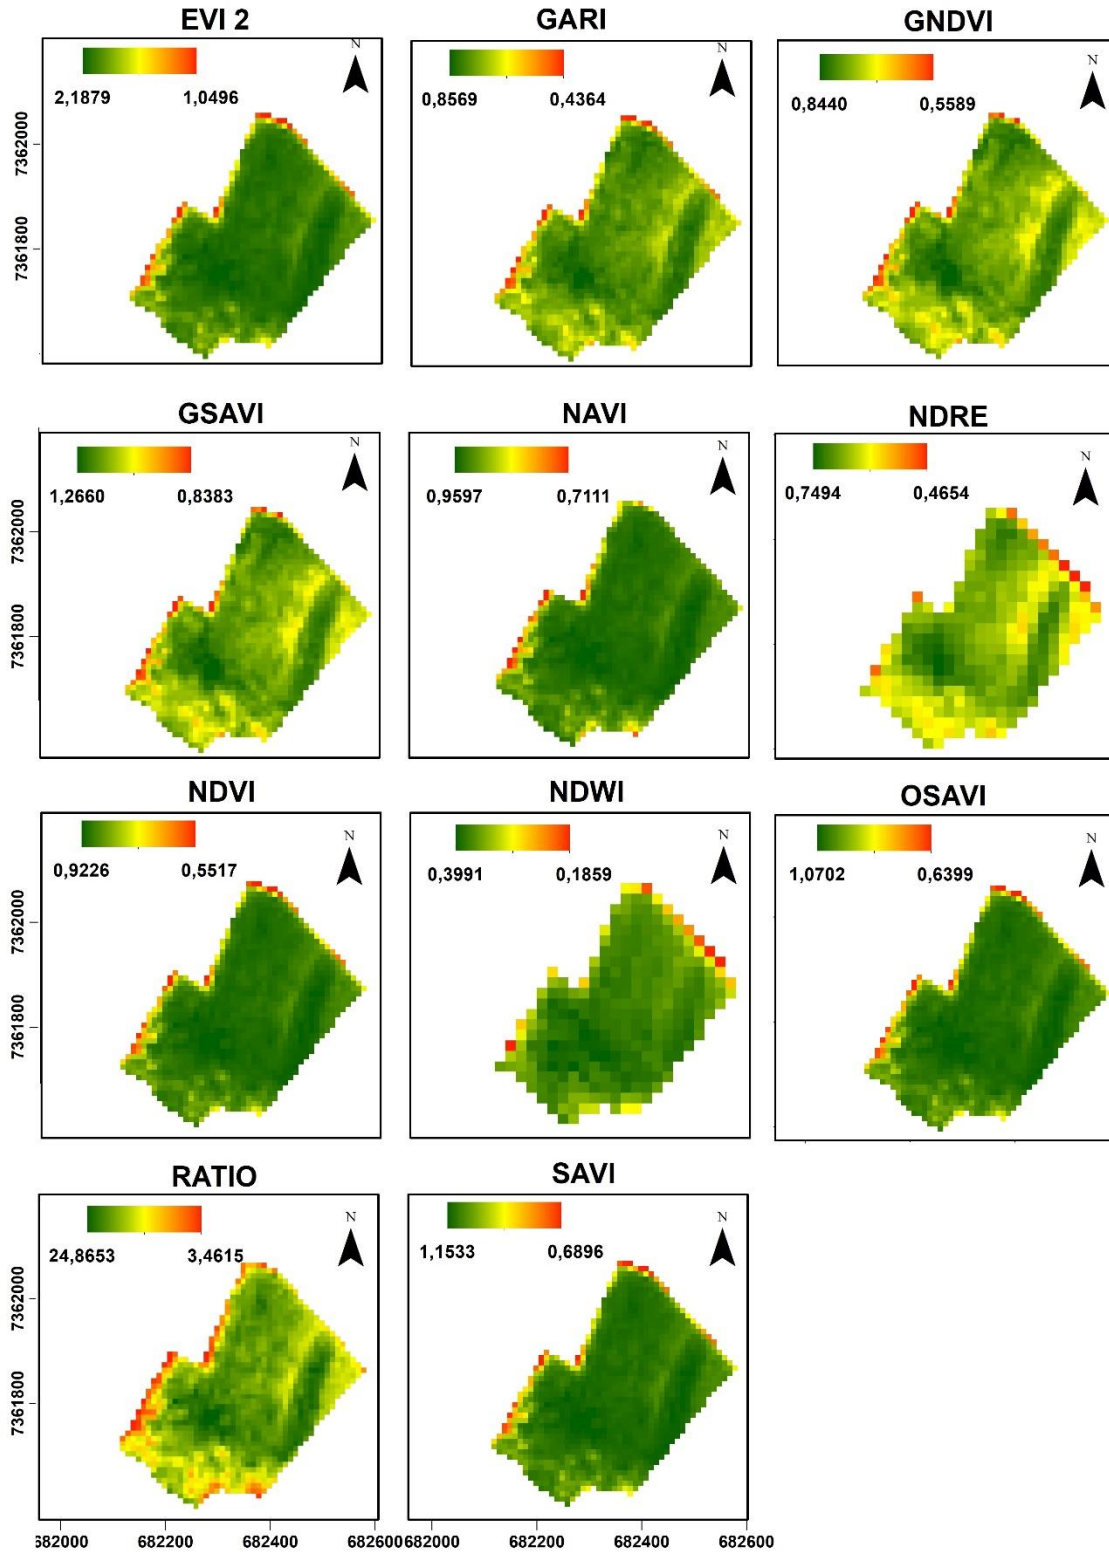 EVI 2
GARI
GNDVI
N
N
N
2,1879
1,0496
0,8569
0,4364
0,8440
0,5589
7362000
7361800
GSAVI
NAVI
NDRE
N
N
N
1,2660
0,8383
0,9597
0,7111
0,7494
0,4654
7362000
7361800
NDVI
NDWI
OSAVI
N
N
N
0,9226
0,5517
0,3991
0,1859
1,0702
0,6399
7362000
7361800
RATIO
SAVI
N
N
24,8653
3,4615
1,1533
0,6896
7362000
7361800
682000
682200
682400
682600
682000
682200
682400
682600